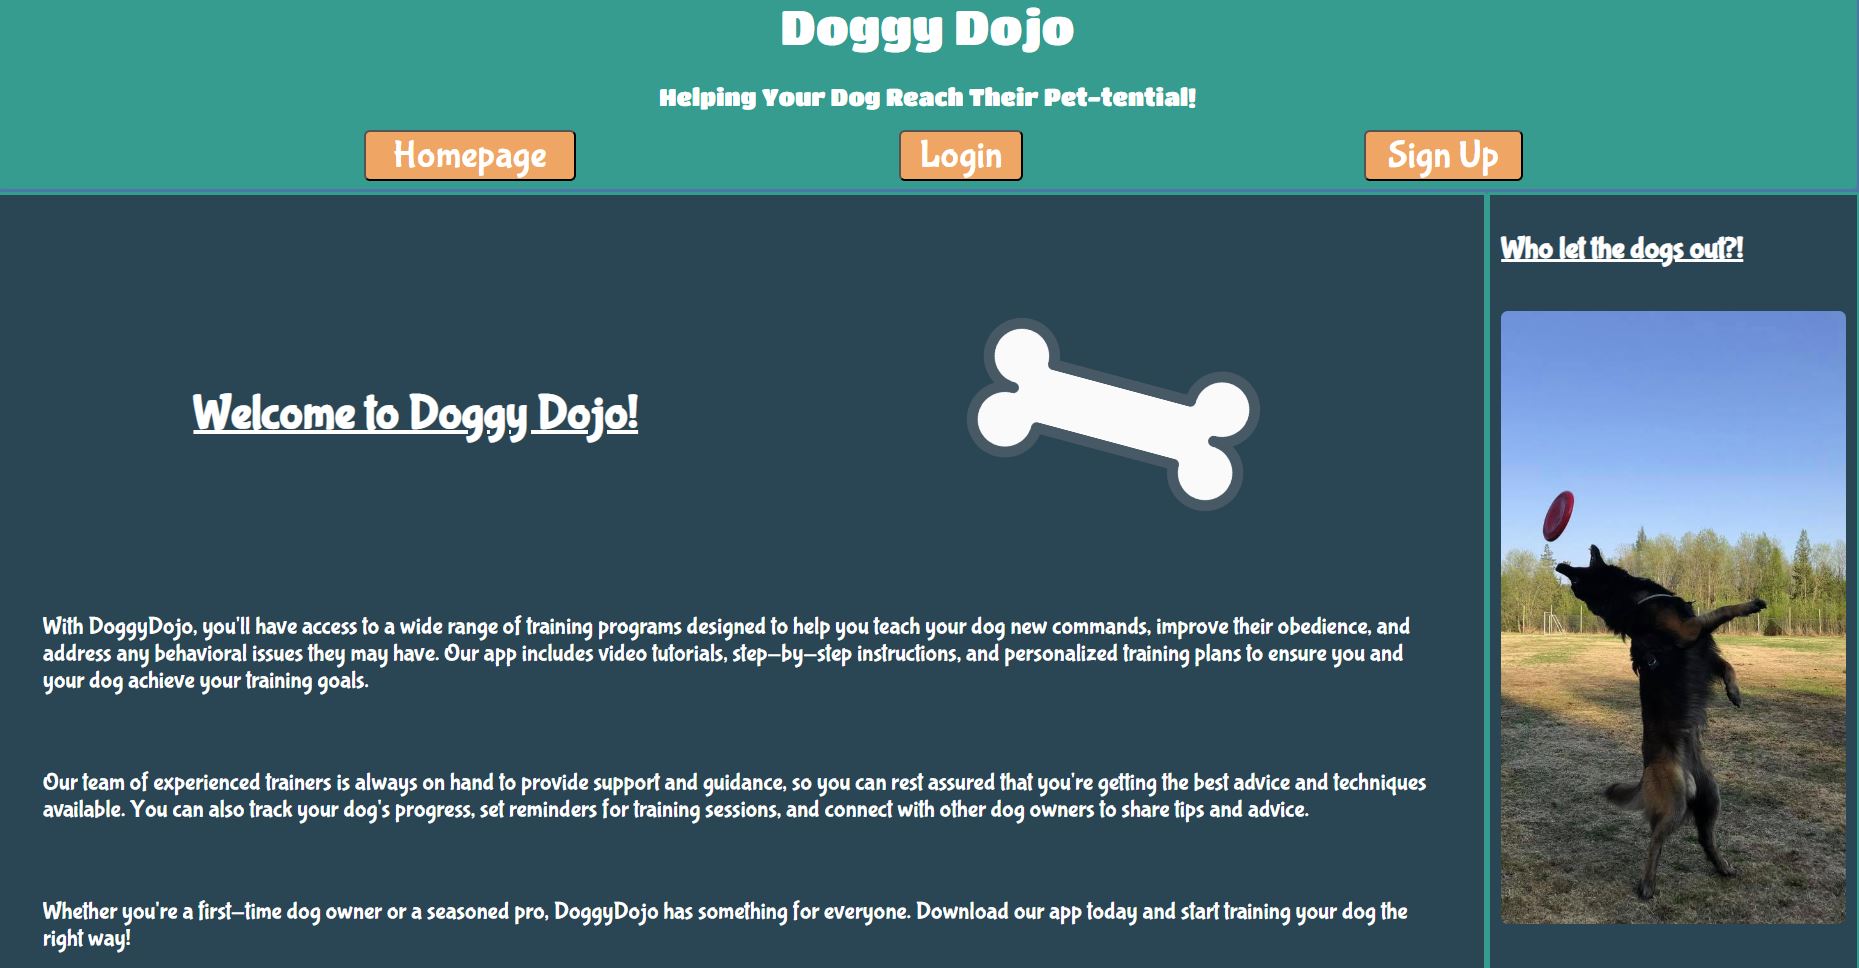 Doggy Dojo
Helping Your Dog Reach Their Pet-tential!
Homepage
Login
Sign Up
Welcome to Doggy Dojo!
With DoggyDojo, you'll have access to a wide range of training programs designed to help you teach your dog new commands, improve their obedience, and
address any behavioral issues they may have. Our app includes video tutorials, step-by-step instructions, and personalized training plans to ensure you and
your dog achieve your training goals.
Our team of experienced trainers is always on hand to provide support and guidance, so you can rest assured that you're getting the best advice and techniques
available. You can also track your dog's progress, set reminders for training sessions, and connect with other dog owners to share tips and advice.
Whether you're a first-time dog owner or a seasoned pro, DoggyDojo has something for everyone. Download our app today and start training your dog the
right way!
Who let the dogs out?!